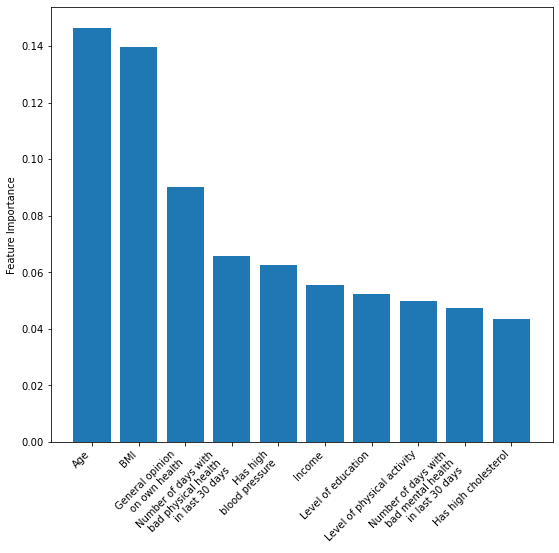 0.14
0.12
0.10
0.08
0.06
0.04
0.02
0.00
Feature Importance
Age
BMI
General opinion
on own health
Number of days with
bad physical health
in last 30 days
Has high
blood pressure
Income
Level of education
Level of physical activity
Number of days with
bad mental health
in last 30 days
Has high cholesterol